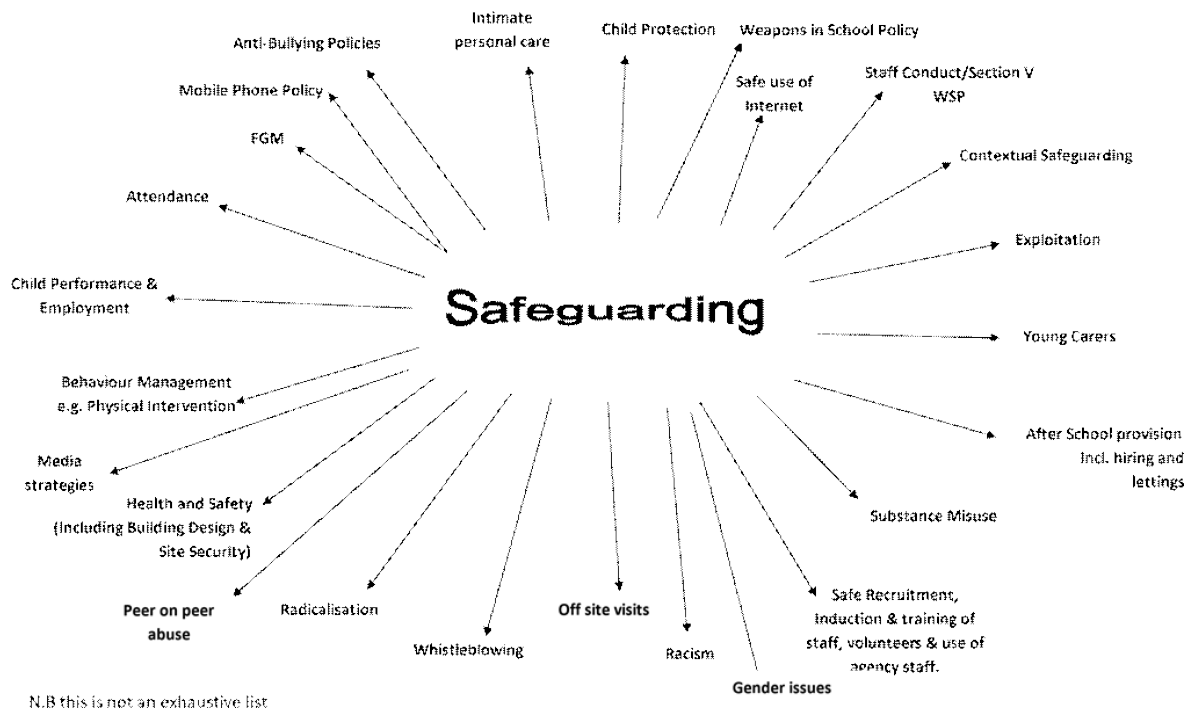 Intimate
personal care
Child Protection
Weapons in School Policy
Anti-Bullying Policies
Safe use of
Internet
Staff Conduct/Section V
WSP
Mobile Phone Policy
FGM
Contextual Safeguarding
Attendance
Exploitation
Child Performance &
Employment
Safeguarding
Young Carers
Behaviour Management
e.g. Physical Intervention
After School provision
Incl. hiring and
lettings
Media
strategies
Health and Safety
(Including Building Design &
Site Security)
Substance Misuse
Peer on peer
abuse
Radicalisation
Off site visits
Safe Recruitment,
Induction & training of
staff, volunteers & use of
agency staff.
Whistleblowing
Racism
Gender issues
N.B this is not an exhaustive list